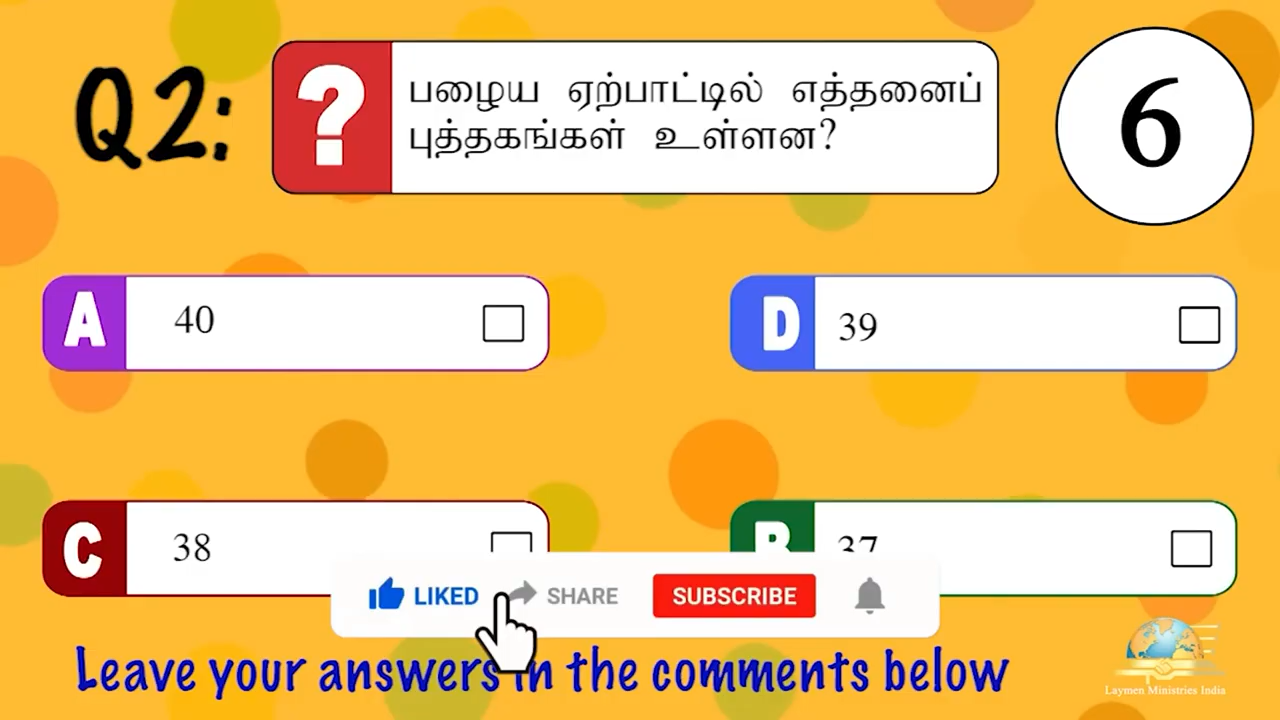 Q2:
?
பழைய ஏற்பாட்டில் எத்தனைப்
புத்தகங்கள் உள்ளன?
6
A 40
D 39
C 38
B 37
LIKED SHARE SUBSCRIBE
Leave your answers in the comments below
Laymen Ministries India